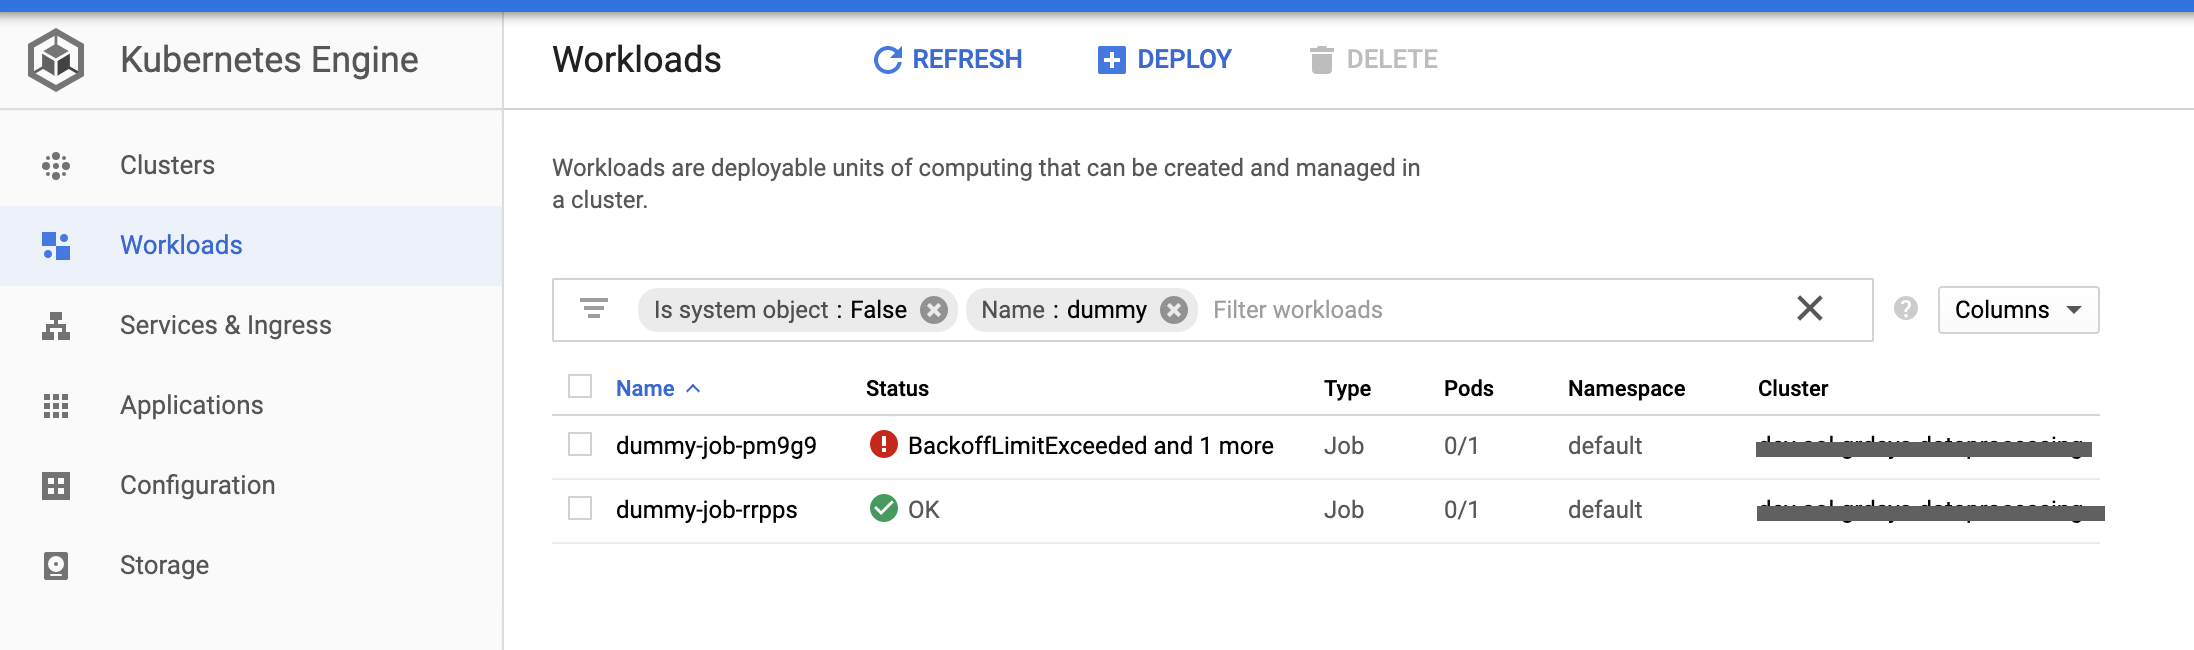 Kubernetes Engine
Workloads
REFRESH
DEPLOY
DELETE
Clusters
Workloads
Services & Ingress
Applications
Configuration
Storage
Workloads are deployable units of computing that can be created and managed in
a cluster.
Is system object : False Name : dummy Filter workloads
Columns
Name Status Type Pods Namespace Cluster
dummy-job-pm9g9 BackoffLimitExceeded and 1 more Job 0/1 default
dummy-job-rrpps OK Job 0/1 default